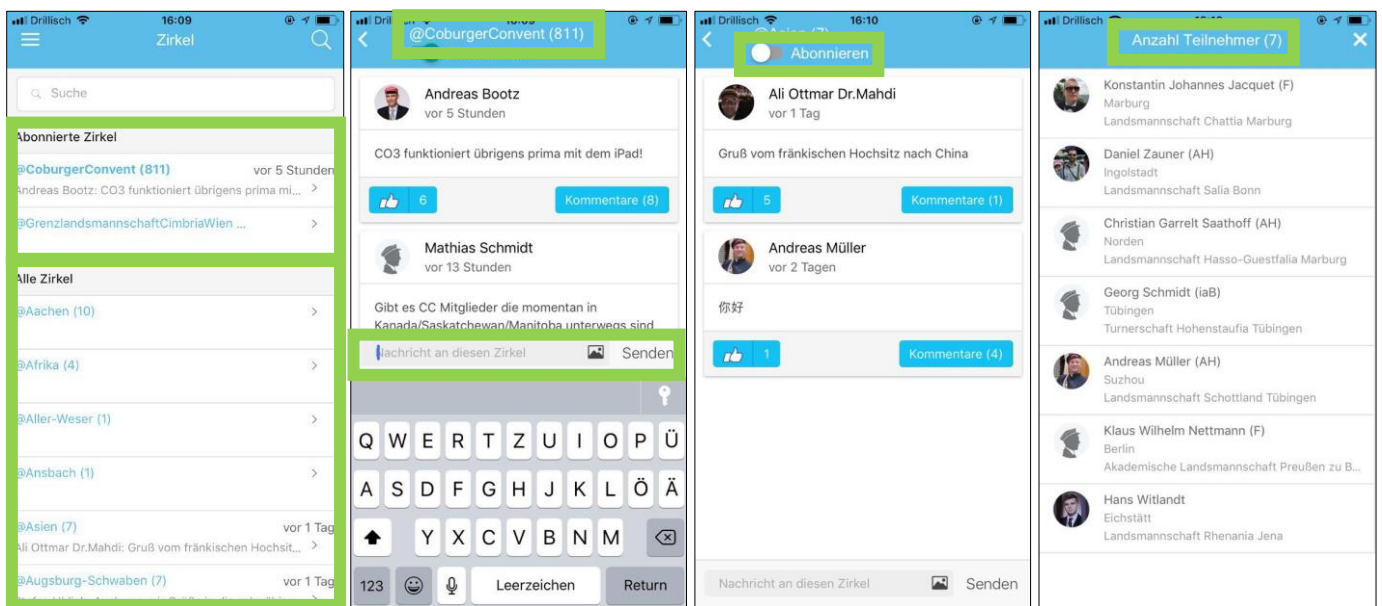 Drillisch 16:09
Zirkel
Suche
Abonnierte Zirkel
@CoburgerConvent (811) vor 5 Stunden
Andreas Bootz: CO3 funktioniert übrigens prima mi...
@GrenzlandsmannschaftCimbriaWien ...
Alle Zirkel
@Aachen (10)
@Afrika (4)
@Aller-Weser (1)
@Ansbach (1)
@Asien (7) vor 1 Tag
Ali Ottmar Dr.Mahdi: Gruß vom fränkischen Hochsit...
@Augsburg-Schwaben (7) vor 1 Tag
@CoburgerConvent (811)
Andreas Bootz
vor 5 Stunden
CO3 funktioniert übrigens prima mit dem iPad!
6 Kommentare (8)
Mathias Schmidt
vor 13 Stunden
Gibt es CC Mitglieder die momentan in
Kanada/Saskatchewan/Manitoba unterwegs sind
Nachricht an diesen Zirkel Senden
Q W E R T Z U I O P Ü
A S D F G H J K L Ö Ä
Y X C V B N M
123 Leerzeichen Return
Drillisch 16:10
@Asien (7)
Abonnieren
Ali Ottmar Dr.Mahdi
vor 1 Tag
Gruß vom fränkischen Hochsitz nach China
5 Kommentare (1)
Andreas Müller
vor 2 Tagen
你好
1 Kommentare (4)
Nachricht an diesen Zirkel Senden
Drillisch
Anzahl Teilnehmer (7)
Konstantin Johannes Jacquet (F)
Marburg
Landsmannschaft Chattia Marburg
Daniel Zauner (AH)
Ingolstadt
Landsmannschaft Salia Bonn
Christian Garrelt Saathoff (AH)
Norden
Landsmannschaft Hasso-Guestfalia Marburg
Georg Schmidt (iaB)
Tübingen
Turnerschaft Hohenstaufia Tübingen
Andreas Müller (AH)
Suzhou
Landsmannschaft Schottland Tübingen
Klaus Wilhelm Nettmann (F)
Berlin
Akademische Landsmannschaft Preußen zu B...
Hans Witlandt
Eichstätt
Landsmannschaft Rhenania Jena